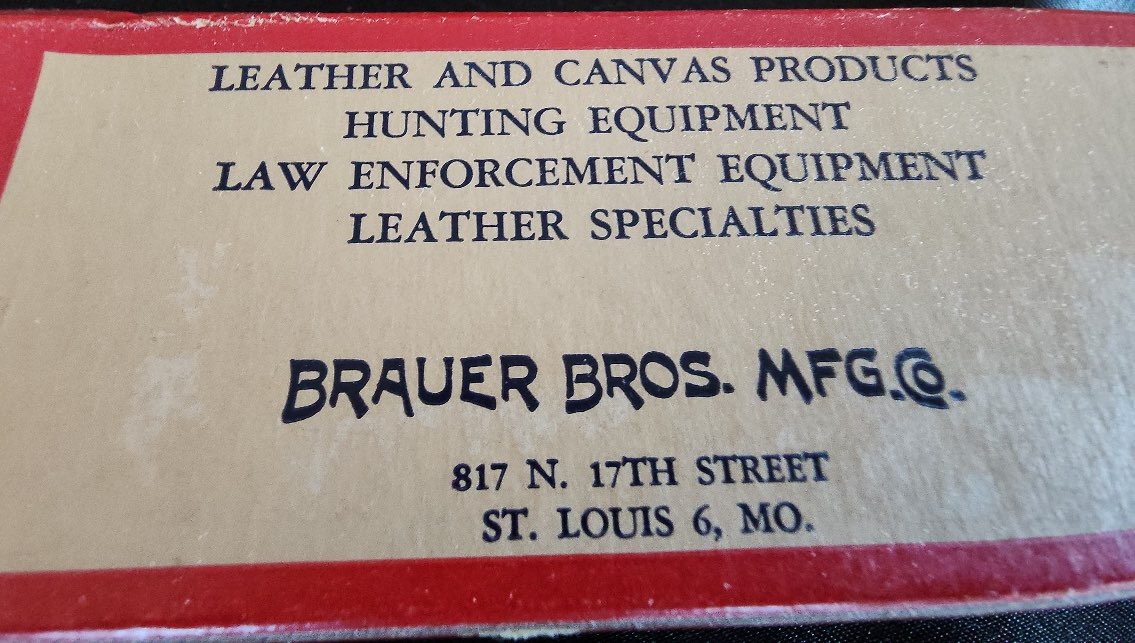 LEATHER AND CANVAS PRODUCTS
HUNTING EQUIPMENT
LAW ENFORCEMENT EQUIPMENT
LEATHER SPECIALTIES
BRAUER BROS. MFG. CO.
817 N. 17TH STREET
ST. LOUIS 6, MO.